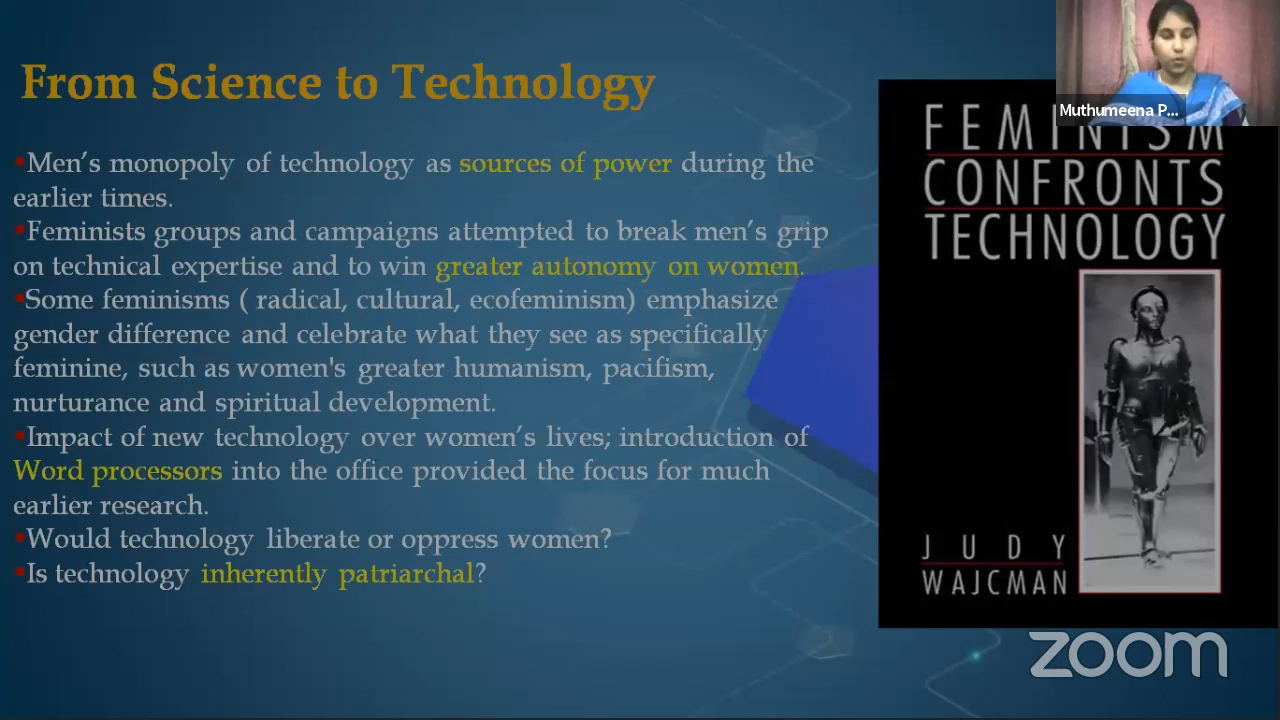 From Science to Technology
▪Men's monopoly of technology as sources of power during the
earlier times.
▪Feminists groups and campaigns attempted to break men's grip
on technical expertise and to win greater autonomy on women.
▪Some feminisms ( radical, cultural, ecofeminism) emphasize
gender difference and celebrate what they see as specifically
feminine, such as women's greater humanism, pacifism,
nurturance and spiritual development.
▪Impact of new technology over women's lives; introduction of
Word processors into the office provided the focus for much
earlier research.
▪Would technology liberate or oppress women?
▪Is technology inherently patriarchal?
Muthumeena P...
FEMINISM
CONFRONTS
TECHNOLOGY
JUDY
WAJCMAN
zoom